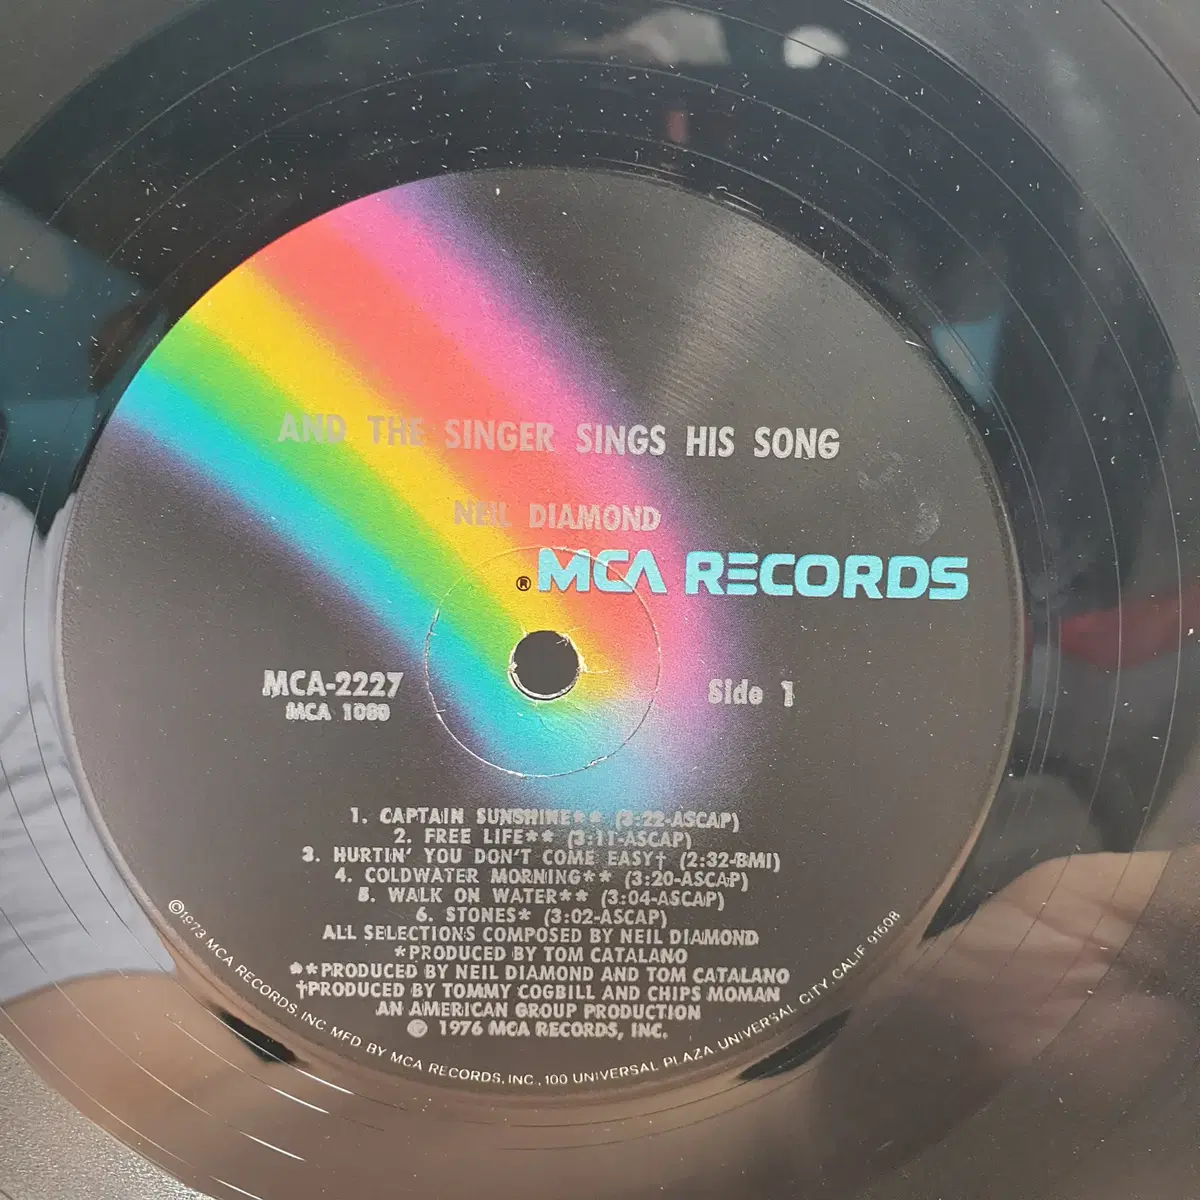 AND THE SINGER SINGS HIS SONG
NEIL DIAMOND
® MCA RECORDS
MCA-2227
MCA 1080
Side 1
1. CAPTAIN SUNSHINE** (3:22-ASCAP)
2. FREE LIFE** (3:11-ASCAP)
3. HURTIN' YOU DON'T COME EASY† (2:32-BMI)
4. COLDWATER MORNING** (3:20-ASCAP)
5. WALK ON WATER** (3:04-ASCAP)
6. STONES* (3:02-ASCAP)
ALL SELECTIONS COMPOSED BY NEIL DIAMOND
*PRODUCED BY TOM CATALANO
**PRODUCED BY NEIL DIAMOND AND TOM CATALANO
†PRODUCED BY TOMMY COGBILL AND CHIPS MOMAN
AN AMERICAN GROUP PRODUCTION
℗ 1976 MCA RECORDS, INC.
©1973 MCA RECORDS, INC MFD BY MCA RECORDS, INC., 100 UNIVERSAL PLAZA. UNIVERSAL CITY, CALIF 91608